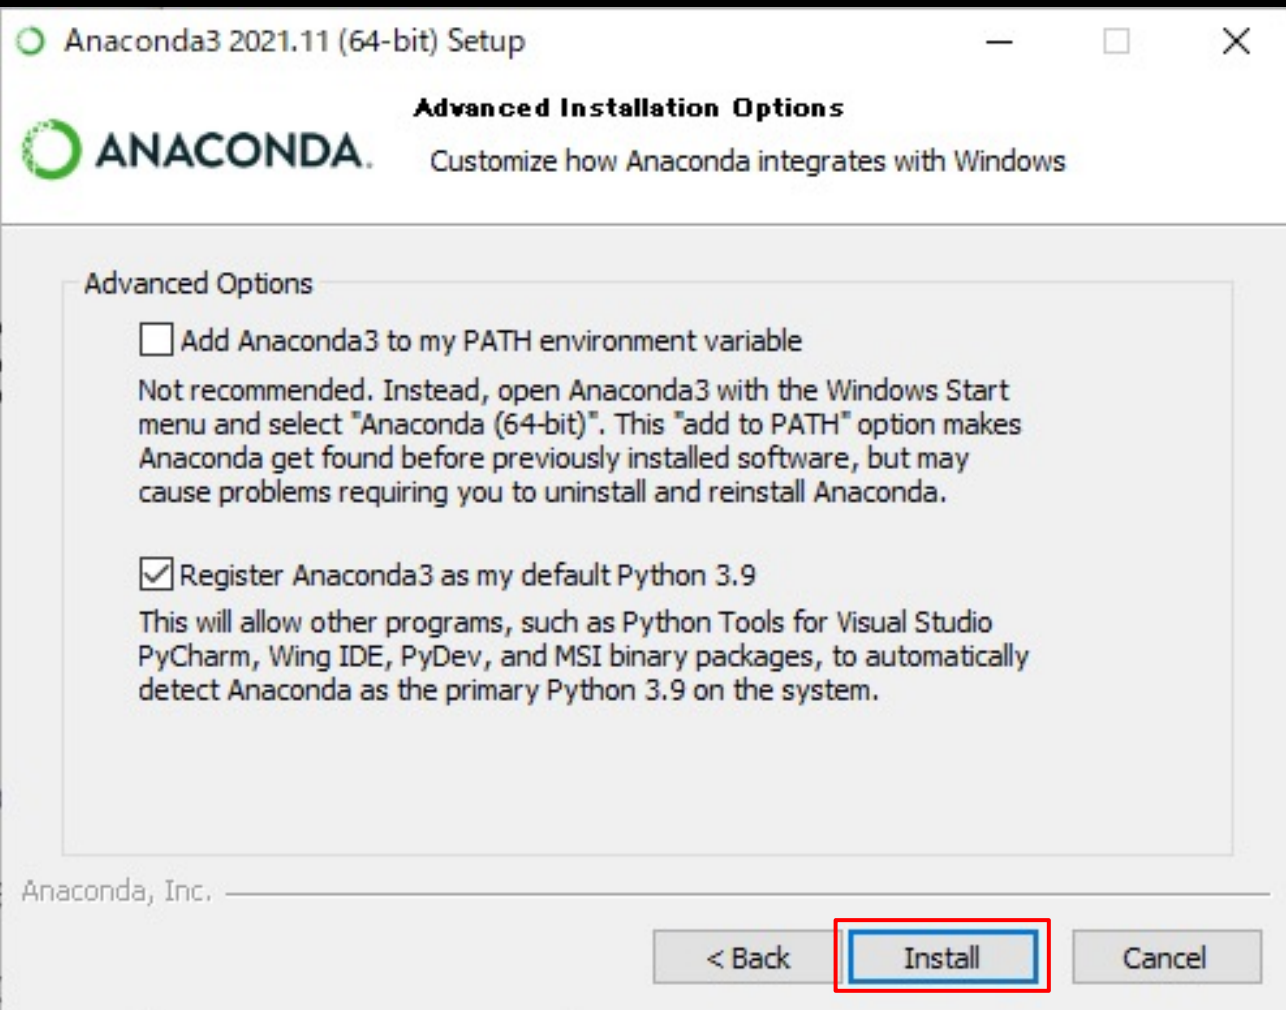 Anaconda3 2021.11 (64-bit) Setup
Advanced Installation Options
ANACONDA.
Customize how Anaconda integrates with Windows
Advanced Options
Add Anaconda3 to my PATH environment variable
Not recommended. Instead, open Anaconda3 with the Windows Start
menu and select "Anaconda (64-bit)". This "add to PATH" option makes
Anaconda get found before previously installed software, but may
cause problems requiring you to uninstall and reinstall Anaconda.
Register Anaconda3 as my default Python 3.9
This will allow other programs, such as Python Tools for Visual Studio
PyCharm, Wing IDE, PyDev, and MSI binary packages, to automatically
detect Anaconda as the primary Python 3.9 on the system.
Anaconda, Inc.
< Back
Install
Cancel